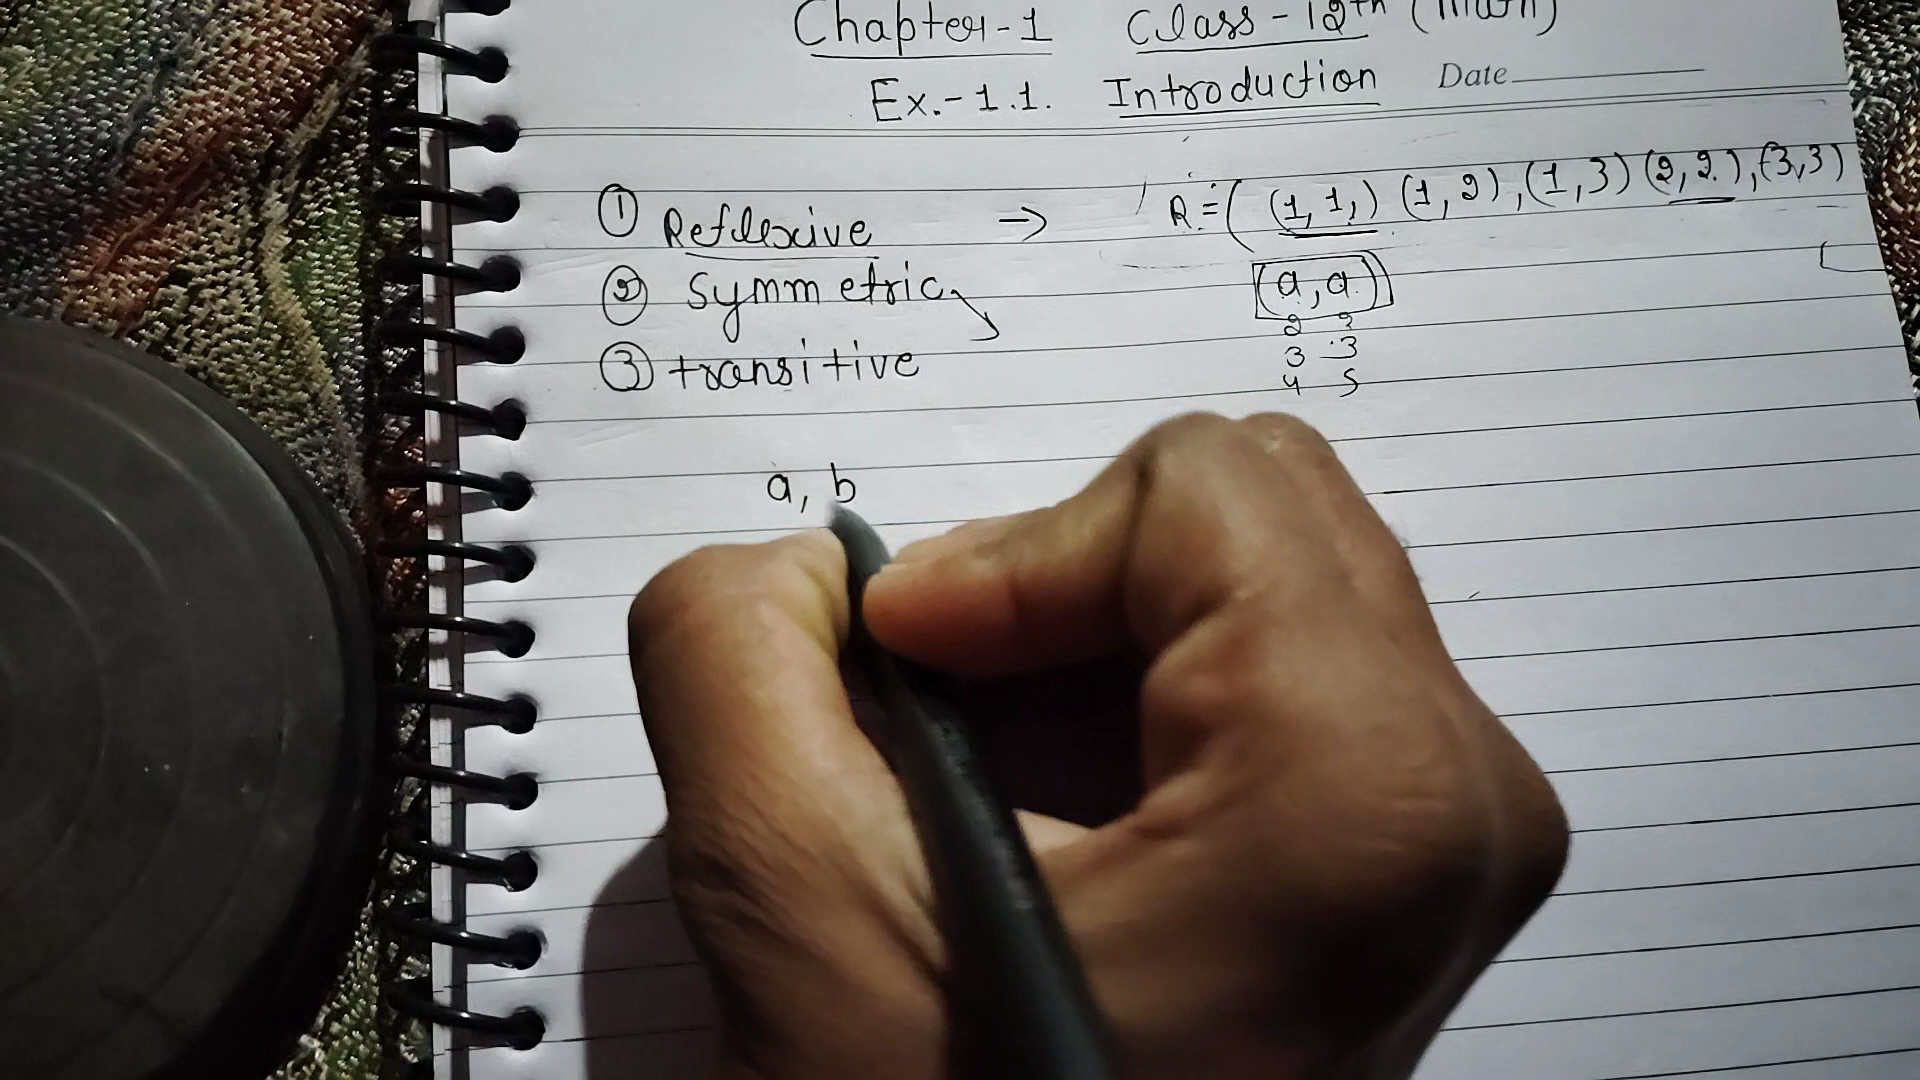 Chapter-1 Class-12th (Math)
Ex.-1.1. Introduction Date
① Reflexive → R = ( (1, 1,) (1, 2), (1, 3) (2, 2.), (3, 3)
② Symmetric (a, a)
2 2
③ transitive 3 3
4 5
a, b